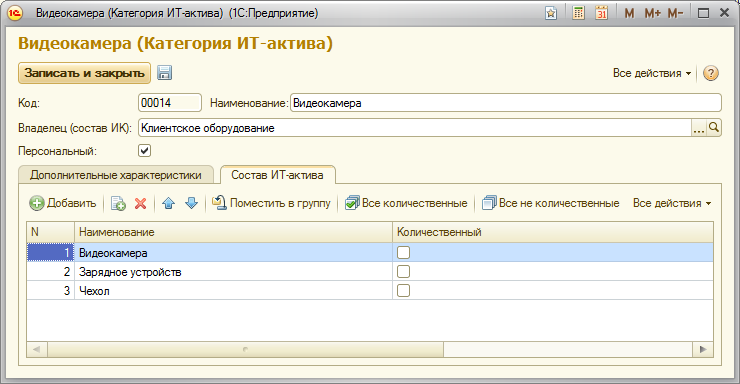 Видеокамера (Категория ИТ-актива) (1С:Предприятие) M M+ M-
Видеокамера (Категория ИТ-актива)
Записать и закрыть Все действия ?
Код: 00014 Наименование: Видеокамера
Владелец (состав ИК): Клиентское оборудование ...
Персональный:
Дополнительные характеристики Состав ИТ-актива
Добавить Поместить в группу Все количественные Все не количественные Все действия
N Наименование Количественный
1 Видеокамера
2 Зарядное устройств
3 Чехол